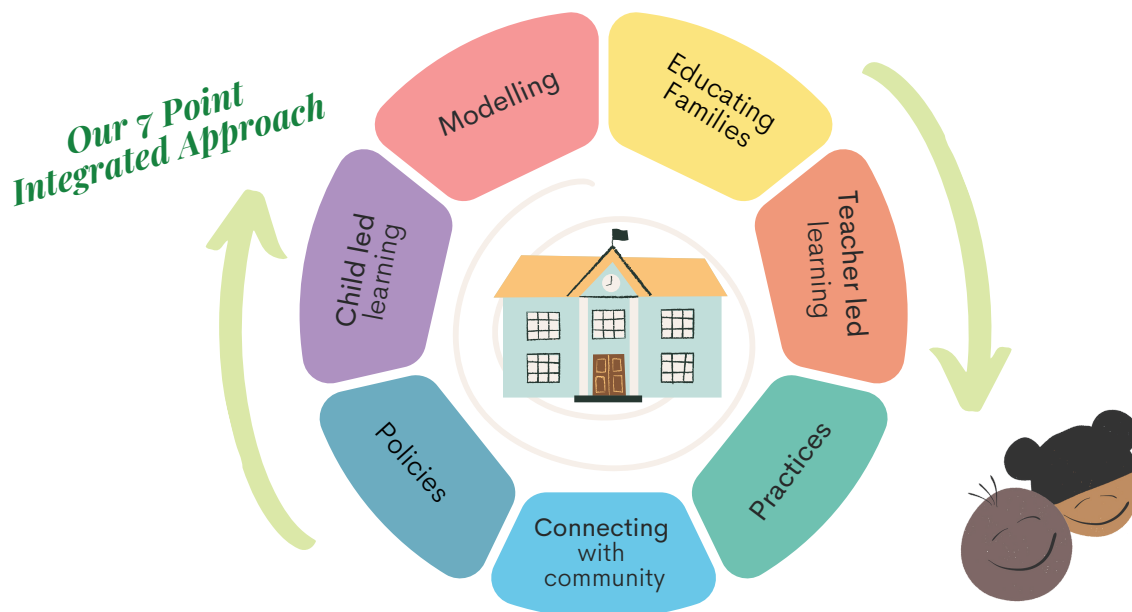 Our 7 Point
Integrated Approach
Modelling
Educating
Families
Teacher led
learning
Practices
Connecting
with
community
Policies
Child led
learning